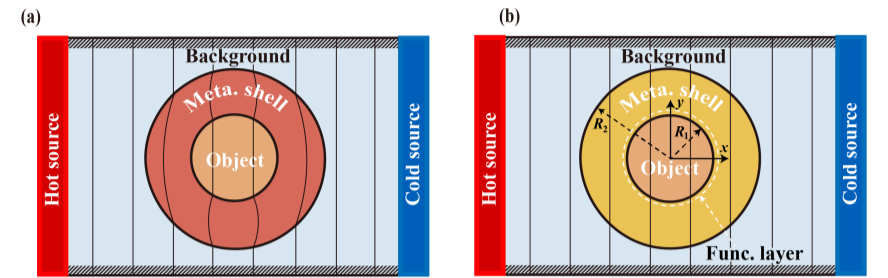 (a)
Background
Meta. shell
Object
Hot source
Cold source
(b)
Background
Meta. shell
y
R2
R1
x
Object
Hot source
Cold source
Func. layer